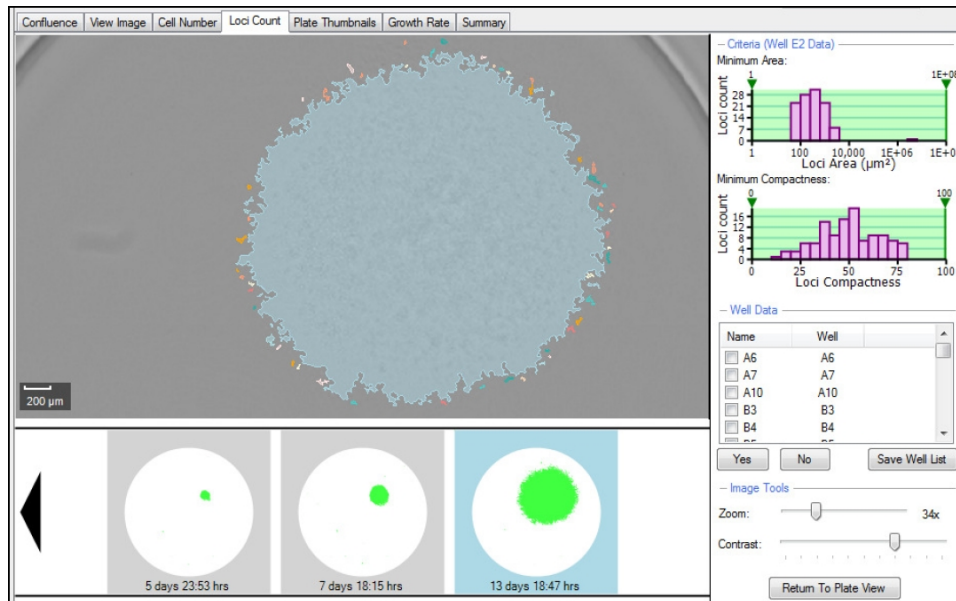 Confluence View Image Cell Number Loci Count Plate Thumbnails Growth Rate Summary
Criteria (Well E2 Data)
Minimum Area:
1 1E+08
Loci count
28
21
14
7
0
1 100 10,000 1E+06 1E+0
Loci Area (µm²)
Minimum Compactness:
0 100
Loci count
16
12
8
4
0
0 25 50 75 100
Loci Compactness
Well Data
Name Well
A6 A6
A7 A7
A10 A10
B3 B3
B4 B4
Yes No Save Well List
Image Tools
Zoom: 34x
Contrast:
Return To Plate View
200 µm
5 days 23:53 hrs 7 days 18:15 hrs 13 days 18:47 hrs